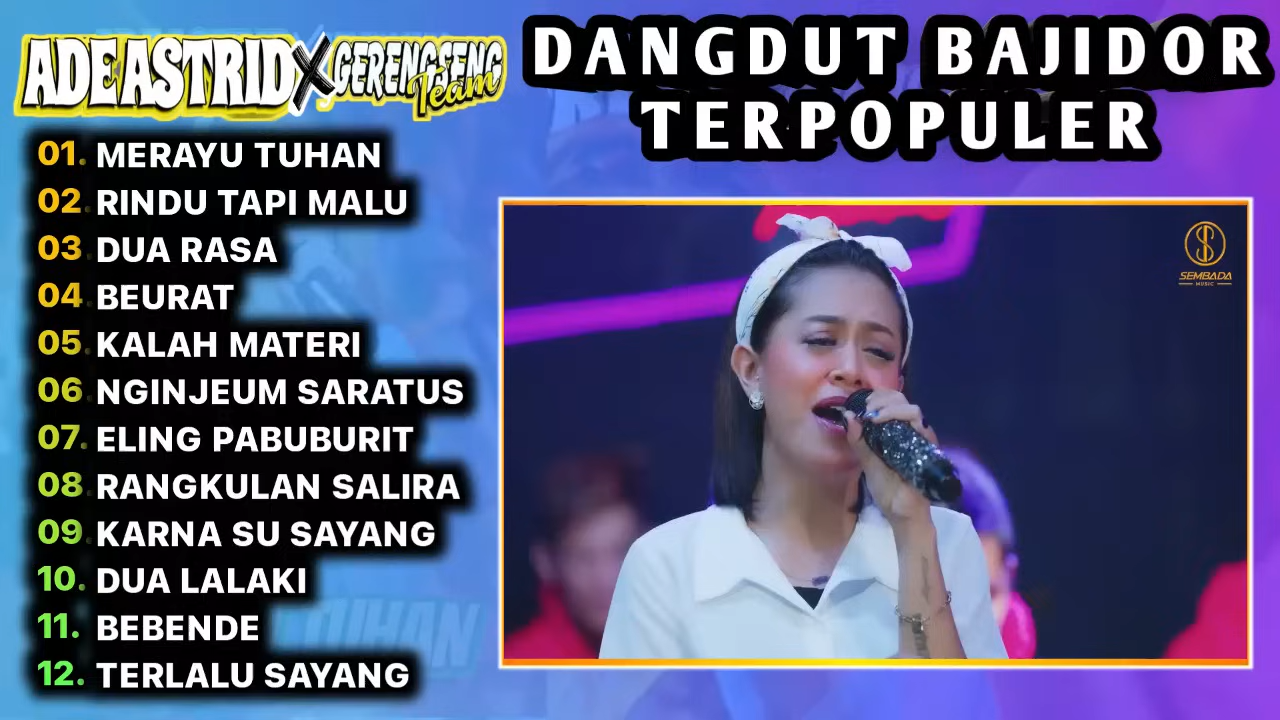 ADE ASTRID X GERENGSENG Team
DANGDUT BAJIDOR
TERPOPULER
01. MERAYU TUHAN
02. RINDU TAPI MALU
03. DUA RASA
04. BEURAT
05. KALAH MATERI
06. NGINJEUM SARATUS
07. ELING PABUBURIT
08. RANGKULAN SALIRA
09. KARNA SU SAYANG
10. DUA LALAKI
11. BEBENDE
12. TERLALU SAYANG
SEMBADA
MUSIC
TUHAN